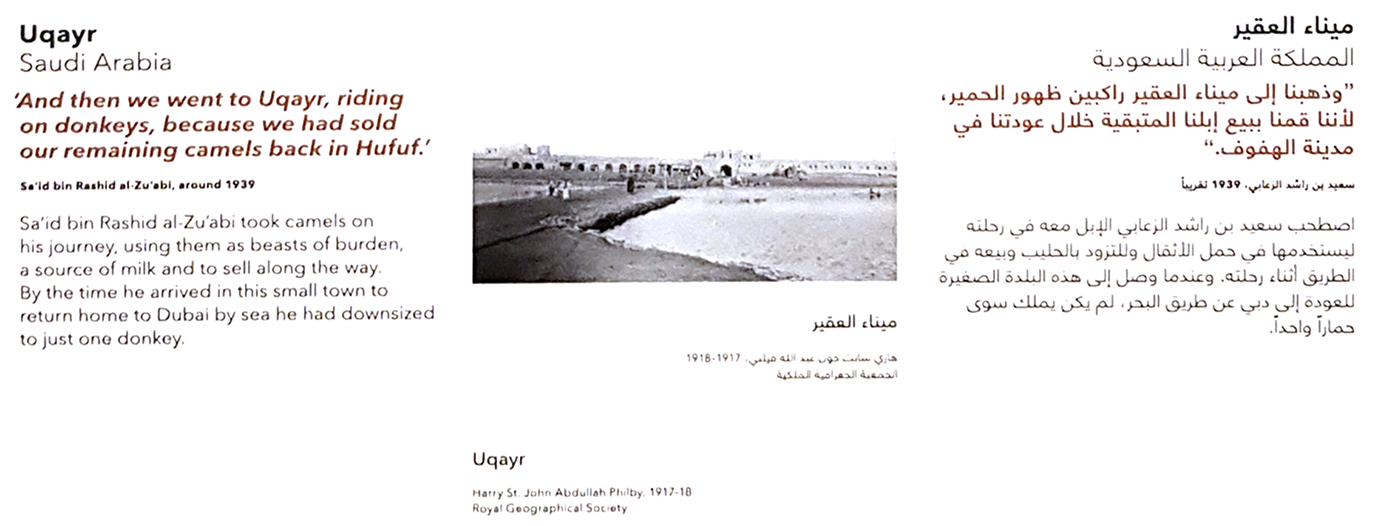 Uqayr
Saudi Arabia
'And then we went to Uqayr, riding
on donkeys, because we had sold
our remaining camels back in Hufuf.'
Sa'id bin Rashid al-Zu'abi, around 1939
Sa'id bin Rashid al-Zu'abi took camels on
his journey, using them as beasts of burden,
a source of milk and to sell along the way.
By the time he arrived in this small town to
return home to Dubai by sea he had downsized
to just one donkey.
ميناء العقير
هاري سانت جون عبد الله فيلبي، 1917-1918
الجمعية الجغرافية الملكية
Uqayr
Harry St. John Abdullah Philby, 1917-18
Royal Geographical Society
ميناء العقير
المملكة العربية السعودية
”وذهبنا إلى ميناء العقير راكبين ظهور الحمير،
لأننا قمنا ببيع إبلنا المتبقية خلال عودتنا في
مدينة الهفوف.“
سعيد بن راشد الزعابي، 1939 تقريباً
اصطحب سعيد بن راشد الزعابي الإبل معه في رحلته
ليستخدمها في حمل الأثقال وللتزود بالحليب وبيعه في
الطريق أثناء رحلته. وعندما وصل إلى هذه البلدة الصغيرة
للعودة إلى دبي عن طريق البحر، لم يكن يملك سوى
حماراً واحداً.